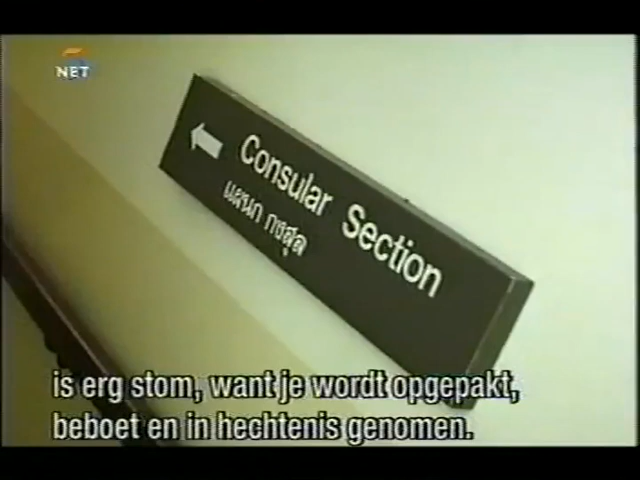 NET
Consular Section
แผนก กงสุล
is erg stom, want je wordt opgepakt,
beboet en in hechtenis genomen.